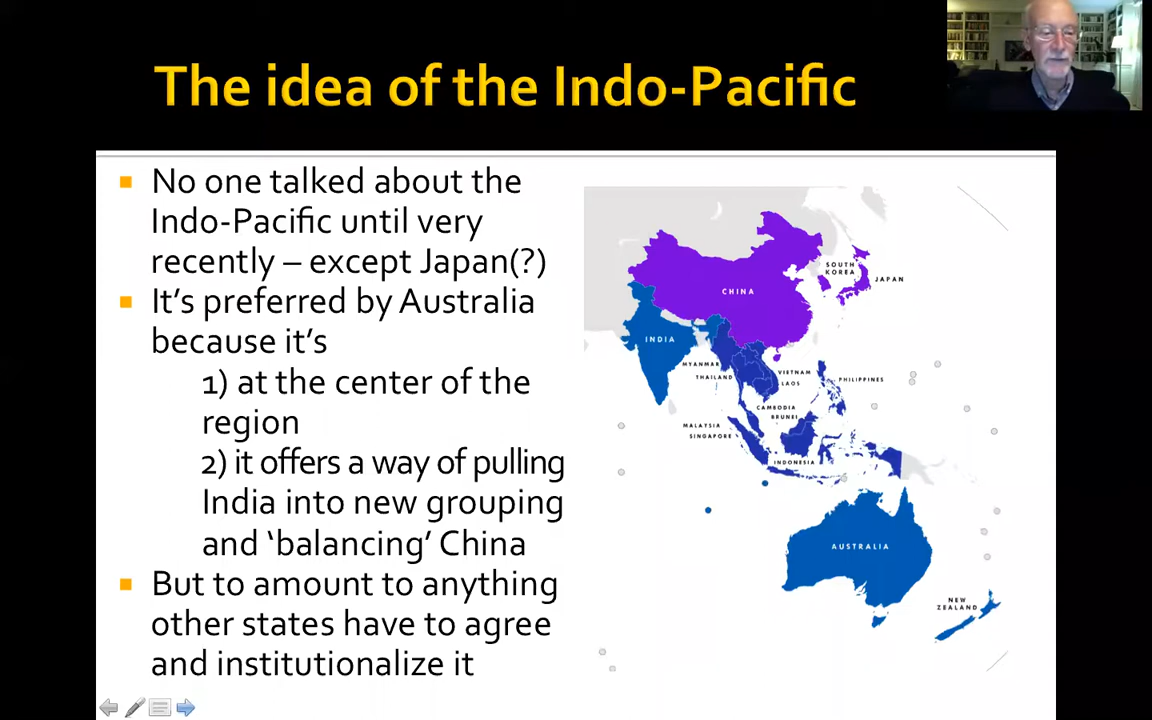 The idea of the Indo-Pacific
No one talked about the
Indo-Pacific until very
recently – except Japan(?)
It’s preferred by Australia
because it’s
1) at the center of the
region
2) it offers a way of pulling
India into new grouping
and ‘balancing’ China
But to amount to anything
other states have to agree
and institutionalize it
SOUTH
KOREA
JAPAN
CHINA
INDIA
MYANMAR
THAILAND
VIETNAM
LAOS
PHILIPPINES
CAMBODIA
BRUNEI
MALAYSIA
SINGAPORE
INDONESIA
AUSTRALIA
NEW
ZEALAND